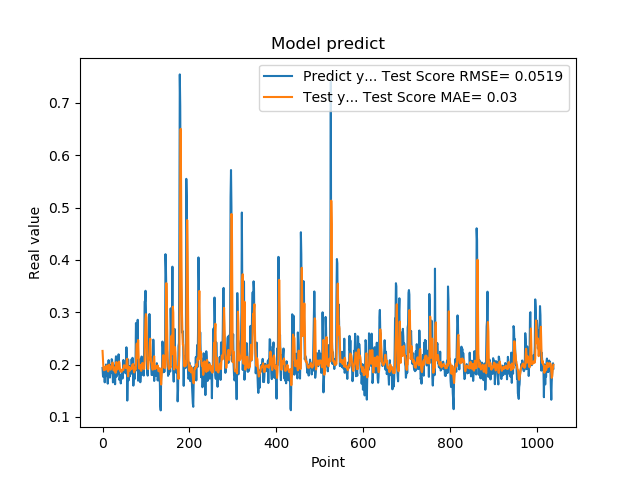 Model predict
Predict y... Test Score RMSE= 0.0519
Test y... Test Score MAE= 0.03
Real value
0.7
0.6
0.5
0.4
0.3
0.2
0.1
0 200 400 600 800 1000
Point